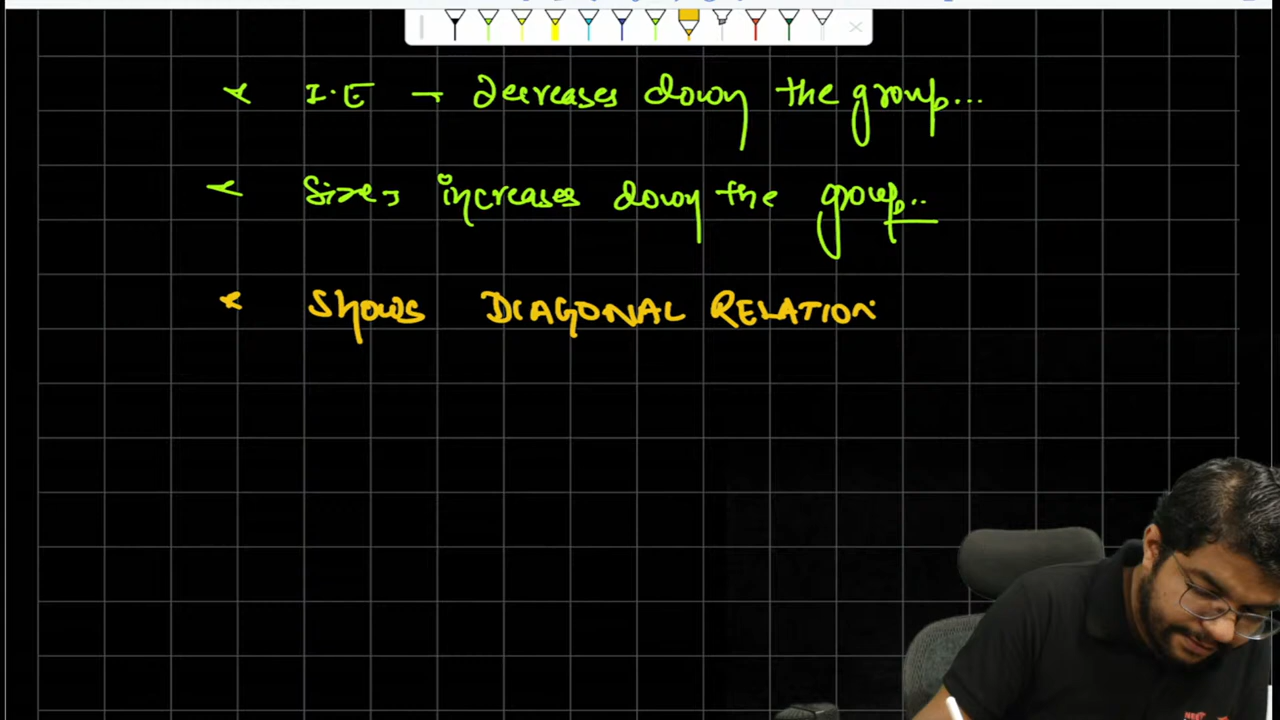 * I.E → Decreases down the group...
* Size → increases down the group..
* Shows DIAGONAL RELATION